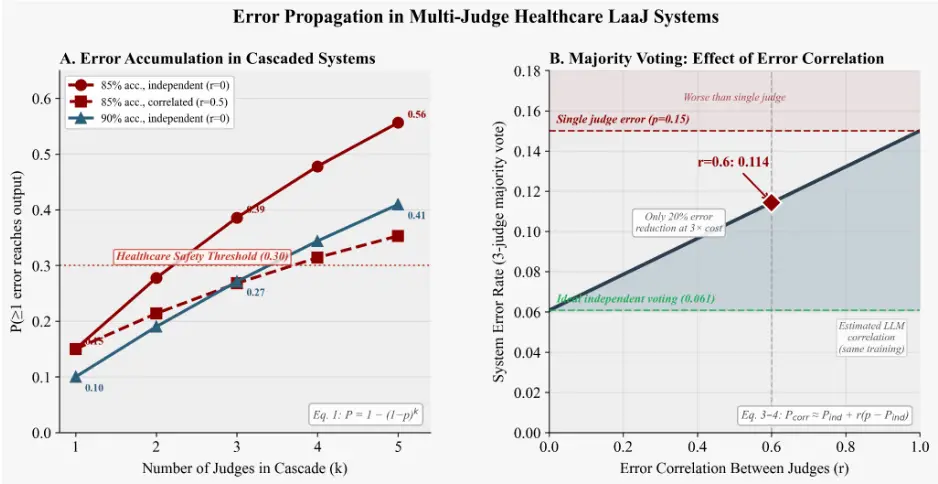 Error Propagation in Multi-Judge Healthcare LaaJ Systems
A. Error Accumulation in Cascaded Systems
85% acc., independent (r=0)
85% acc., correlated (r=0.5)
90% acc., independent (r=0)
0.56
0.39
0.41
Healthcare Safety Threshold (0.30)
0.27
0.15
0.10
Eq. 1: P = 1 − (1−p)^k
P(≥1 error reaches output)
0.6
0.5
0.4
0.3
0.2
0.1
0.0
1
2
3
4
5
Number of Judges in Cascade (k)
B. Majority Voting: Effect of Error Correlation
Worse than single judge
Single judge error (p=0.15)
r=0.6: 0.114
Only 20% error
reduction at 3× cost
Ideal independent voting (0.061)
Estimated LLM
correlation
(same training)
Eq. 3–4: Pcorr ≈ Pind + r(p − Pind)
System Error Rate (3-judge majority vote)
0.18
0.16
0.14
0.12
0.10
0.08
0.06
0.04
0.02
0.00
0.0
0.2
0.4
0.6
0.8
1.0
Error Correlation Between Judges (r)